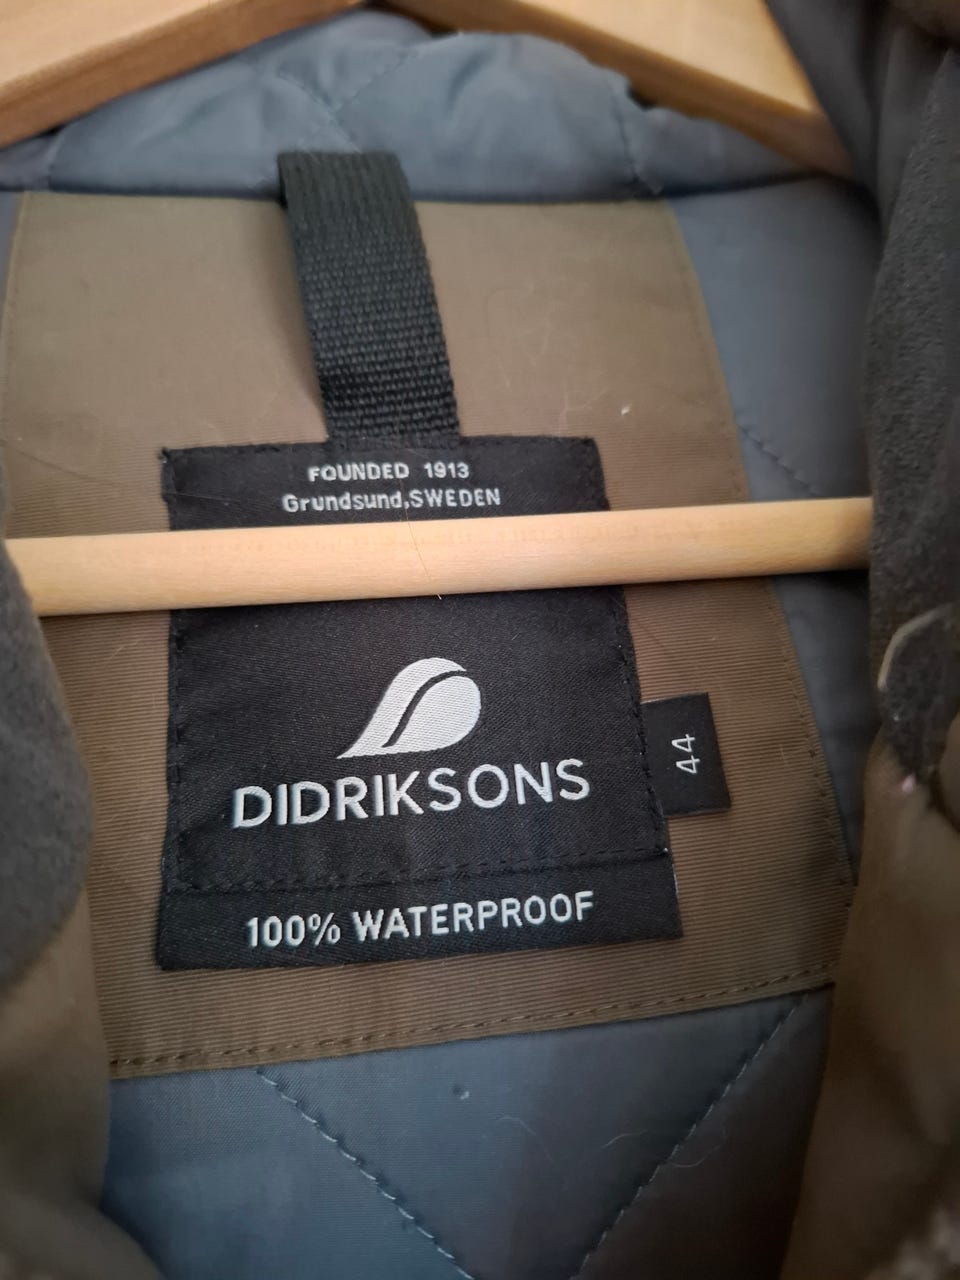 FOUNDED 1913
Grundsund,SWEDEN
DIDRIKSONS
44
100% WATERPROOF